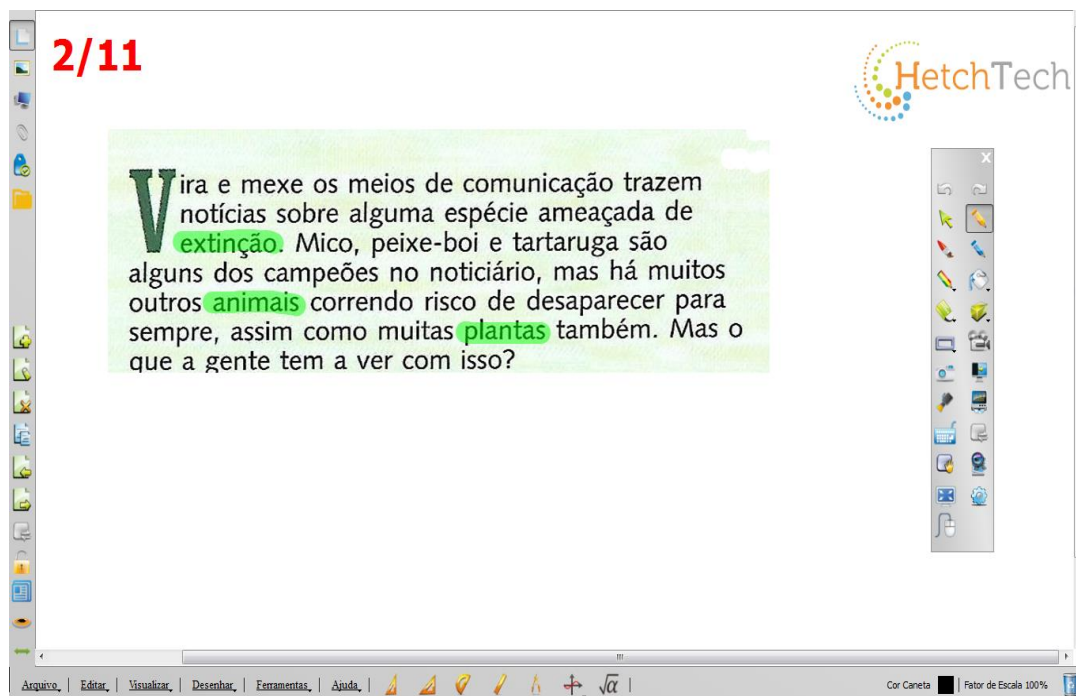 2/11
HetchTech
Vira e mexe os meios de comunicação trazem
notícias sobre alguma espécie ameaçada de
extinção. Mico, peixe-boi e tartaruga são
alguns dos campeões no noticiário, mas há muitos
outros animais correndo risco de desaparecer para
sempre, assim como muitas plantas também. Mas o
que a gente tem a ver com isso?
x
Arquivo | Editar | Visualizar | Desenhar | Ferramentas | Ajuda | √α | Cor Caneta | Fator de Escala 100%